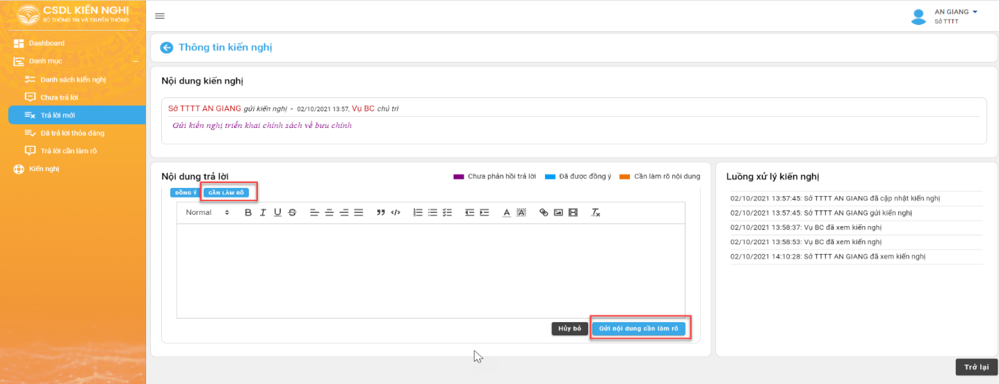 CSDL KIẾN NGHỊ
BỘ THÔNG TIN VÀ TRUYỀN THÔNG
AN GIANG
Sở TTTT
Dashboard
Danh mục
Danh sách kiến nghị
Chưa trả lời
Trả lời mới
Đã trả lời thỏa đáng
Trả lời cần làm rõ
Kiến nghị
Thông tin kiến nghị
Nội dung kiến nghị
Sở TTTT AN GIANG gửi kiến nghị - 02/10/2021 13:57, Vụ BC chủ trì
Gửi kiến nghị triển khai chính sách về bưu chính
Nội dung trả lời
Chưa phản hồi trả lời Đã được đồng ý Cần làm rõ nội dung
ĐỒNG Ý CẦN LÀM RÕ
Normal
Hủy bỏ Gửi nội dung cần làm rõ
Luồng xử lý kiến nghị
02/10/2021 13:57:45: Sở TTTT AN GIANG đã cập nhật kiến nghị
02/10/2021 13:57:45: Sở TTTT AN GIANG gửi kiến nghị
02/10/2021 13:58:37: Vụ BC đã xem kiến nghị
02/10/2021 13:58:53: Vụ BC đã xem kiến nghị
02/10/2021 14:10:28: Sở TTTT AN GIANG đã xem kiến nghị
Trở lại